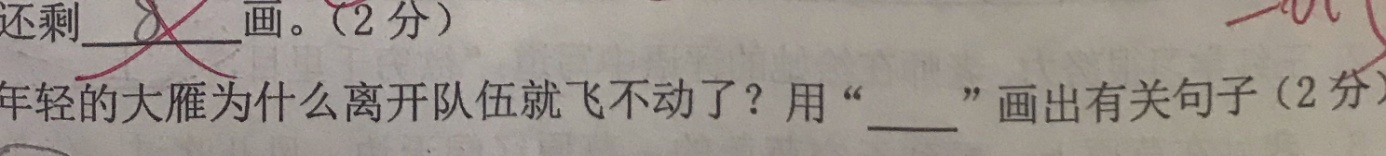 还剩 8 画。（2 分）
年轻的大雁为什么离开队伍就飞不动了？用“____”画出有关句子（2 分）